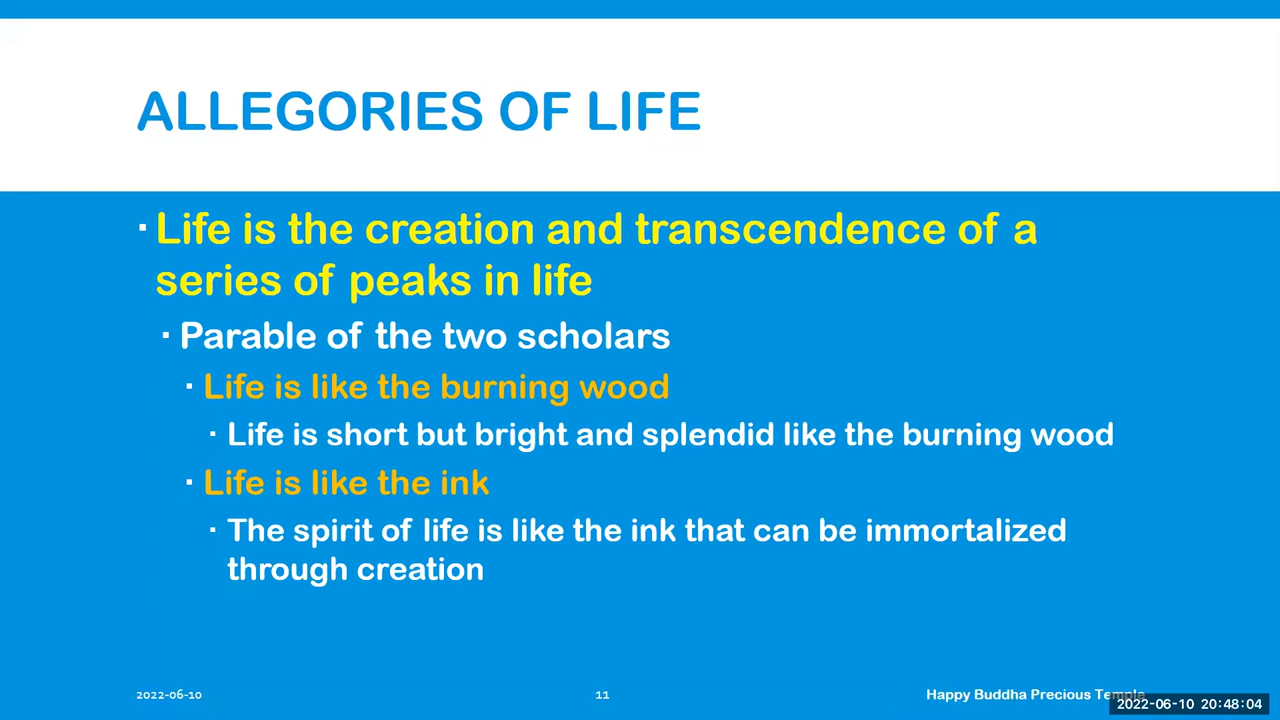 ALLEGORIES OF LIFE
▪ Life is the creation and transcendence of a
series of peaks in life
▪ Parable of the two scholars
▪ Life is like the burning wood
▪ Life is short but bright and splendid like the burning wood
▪ Life is like the ink
▪ The spirit of life is like the ink that can be immortalized
through creation
2022-06-10
11
Happy Buddha Precious Temple
2022-06-10 20:48:04